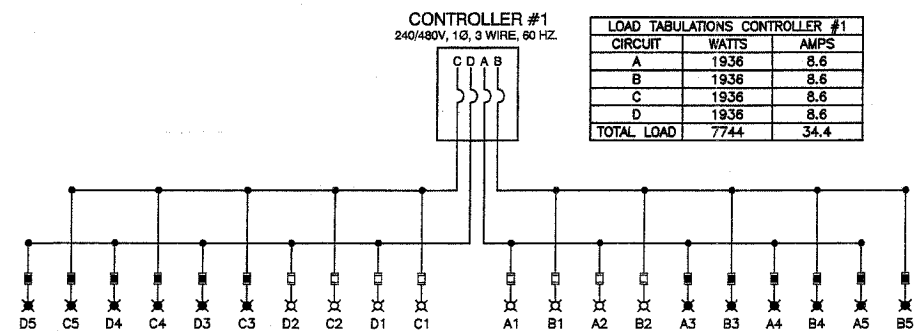 CONTROLLER #1
240/480V, 1Ø, 3 WIRE, 60 HZ.
C D A B
LOAD TABULATIONS CONTROLLER #1
CIRCUIT WATTS AMPS
A 1936 8.6
B 1936 8.6
C 1936 8.6
D 1936 8.6
TOTAL LOAD 7744 34.4
D5 C5 D4 C4 D3 C3 D2 C2 D1 C1 A1 B1 A2 B2 A3 B3 A4 B4 A5 B5